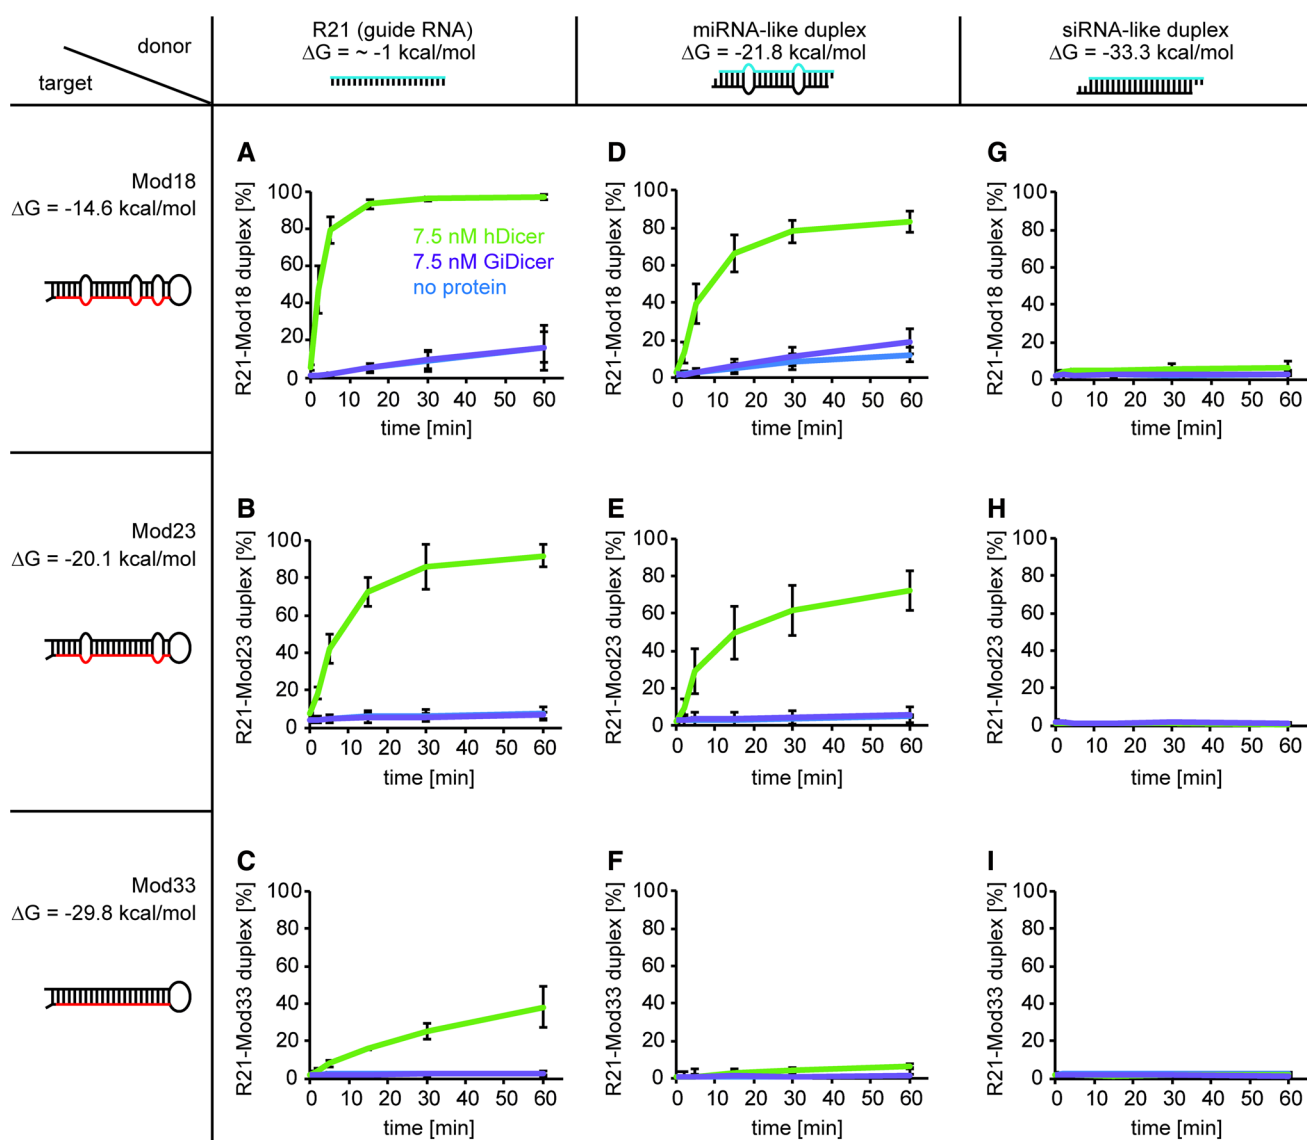 donor
target
R21 (guide RNA)
ΔG = ~ -1 kcal/mol
miRNA-like duplex
ΔG = -21.8 kcal/mol
siRNA-like duplex
ΔG = -33.3 kcal/mol
Mod18
ΔG = -14.6 kcal/mol
A
R21-Mod18 duplex [%]
100
80
60
40
20
0
0 10 20 30 40 50 60
time [min]
7.5 nM hDicer
7.5 nM GiDicer
no protein
D
R21-Mod18 duplex [%]
100
80
60
40
20
0
0 10 20 30 40 50 60
time [min]
G
R21-Mod18 duplex [%]
100
80
60
40
20
0
0 10 20 30 40 50 60
time [min]
Mod23
ΔG = -20.1 kcal/mol
B
R21-Mod23 duplex [%]
100
80
60
40
20
0
0 10 20 30 40 50 60
time [min]
E
R21-Mod23 duplex [%]
100
80
60
40
20
0
0 10 20 30 40 50 60
time [min]
H
R21-Mod23 duplex [%]
100
80
60
40
20
0
0 10 20 30 40 50 60
time [min]
Mod33
ΔG = -29.8 kcal/mol
C
R21-Mod33 duplex [%]
100
80
60
40
20
0
0 10 20 30 40 50 60
time [min]
F
R21-Mod33 duplex [%]
100
80
60
40
20
0
0 10 20 30 40 50 60
time [min]
I
R21-Mod33 duplex [%]
100
80
60
40
20
0
0 10 20 30 40 50 60
time [min]